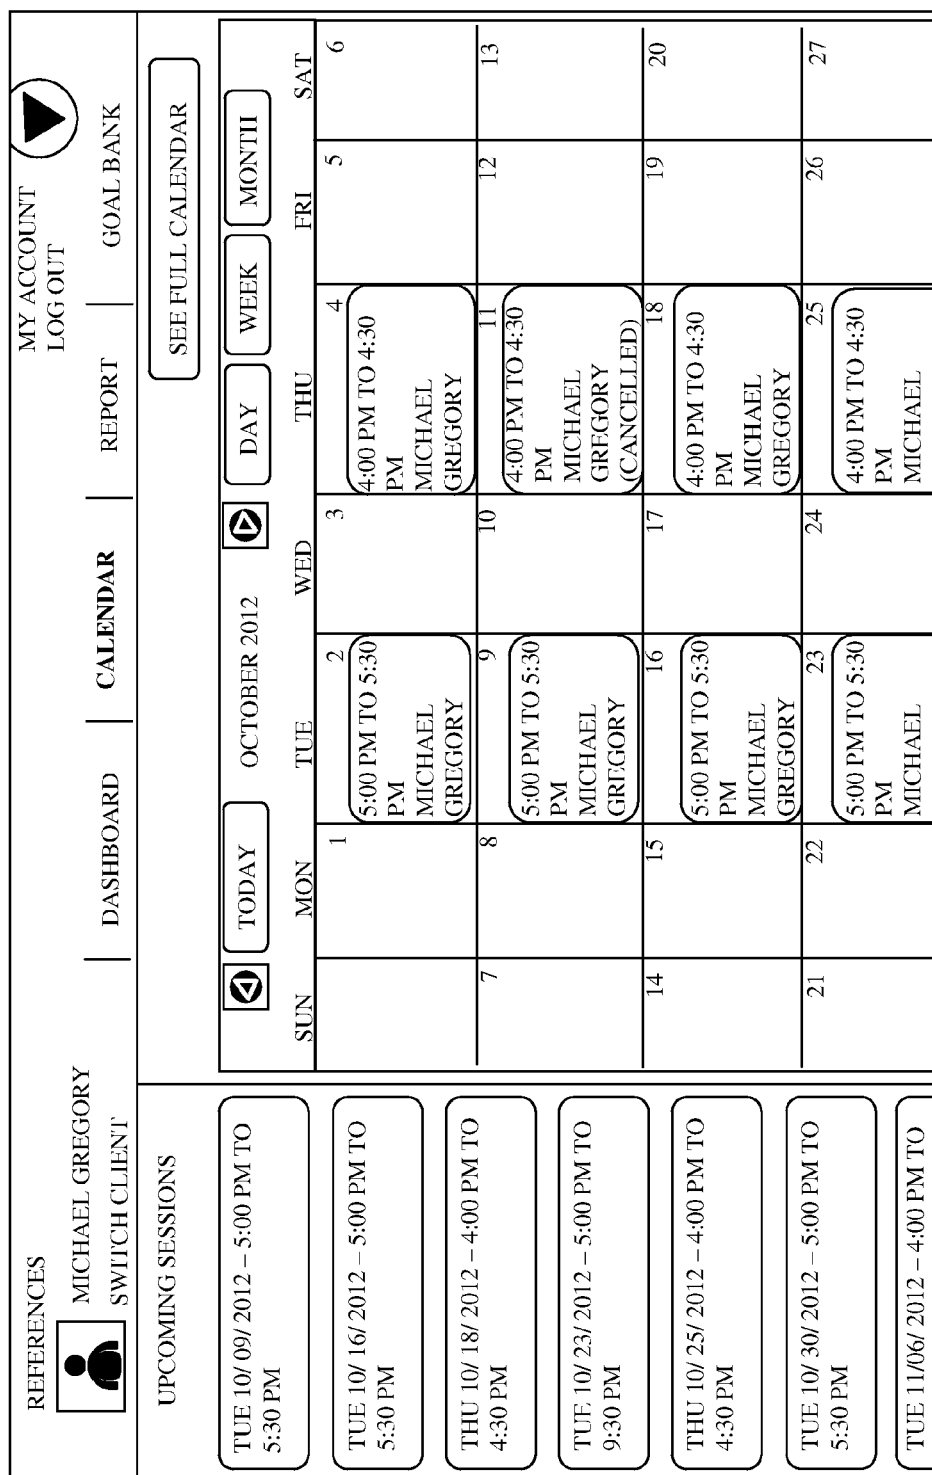 REFERENCES
MY ACCOUNT
LOG OUT
MICHAEL GREGORY
SWITCH CLIENT
DASHBOARD
CALENDAR
REPORT
GOAL BANK
UPCOMING SESSIONS
TUE 10/ 09/ 2012 – 5:00 PM TO
5:30 PM
TUE 10/ 16/ 2012 – 5:00 PM TO
5:30 PM
THU 10/ 18/ 2012 – 4:00 PM TO
4:30 PM
TUE 10/ 23/ 2012 – 5:00 PM TO
9:30 PM
THU 10/ 25/ 2012 – 4:00 PM TO
4:30 PM
TUE 10/ 30/ 2012 – 5:00 PM TO
5:30 PM
TUE 11/06/ 2012 – 4:00 PM TO
SEE FULL CALENDAR
TODAY
OCTOBER 2012
DAY
WEEK
MONTH
SUN MON TUE WED THU FRI SAT
1 2 3 4 5 6
5:00 PM TO 5:30
PM
MICHAEL
GREGORY
4:00 PM TO 4:30
PM
MICHAEL
GREGORY
7 8 9 10 11 12 13
5:00 PM TO 5:30
PM
MICHAEL
GREGORY
4:00 PM TO 4:30
PM
MICHAEL
GREGORY
(CANCELLED)
14 15 16 17 18 19 20
5:00 PM TO 5:30
PM
MICHAEL
GREGORY
4:00 PM TO 4:30
PM
MICHAEL
GREGORY
21 22 23 24 25 26 27
5:00 PM TO 5:30
PM
MICHAEL
4:00 PM TO 4:30
PM
MICHAEL